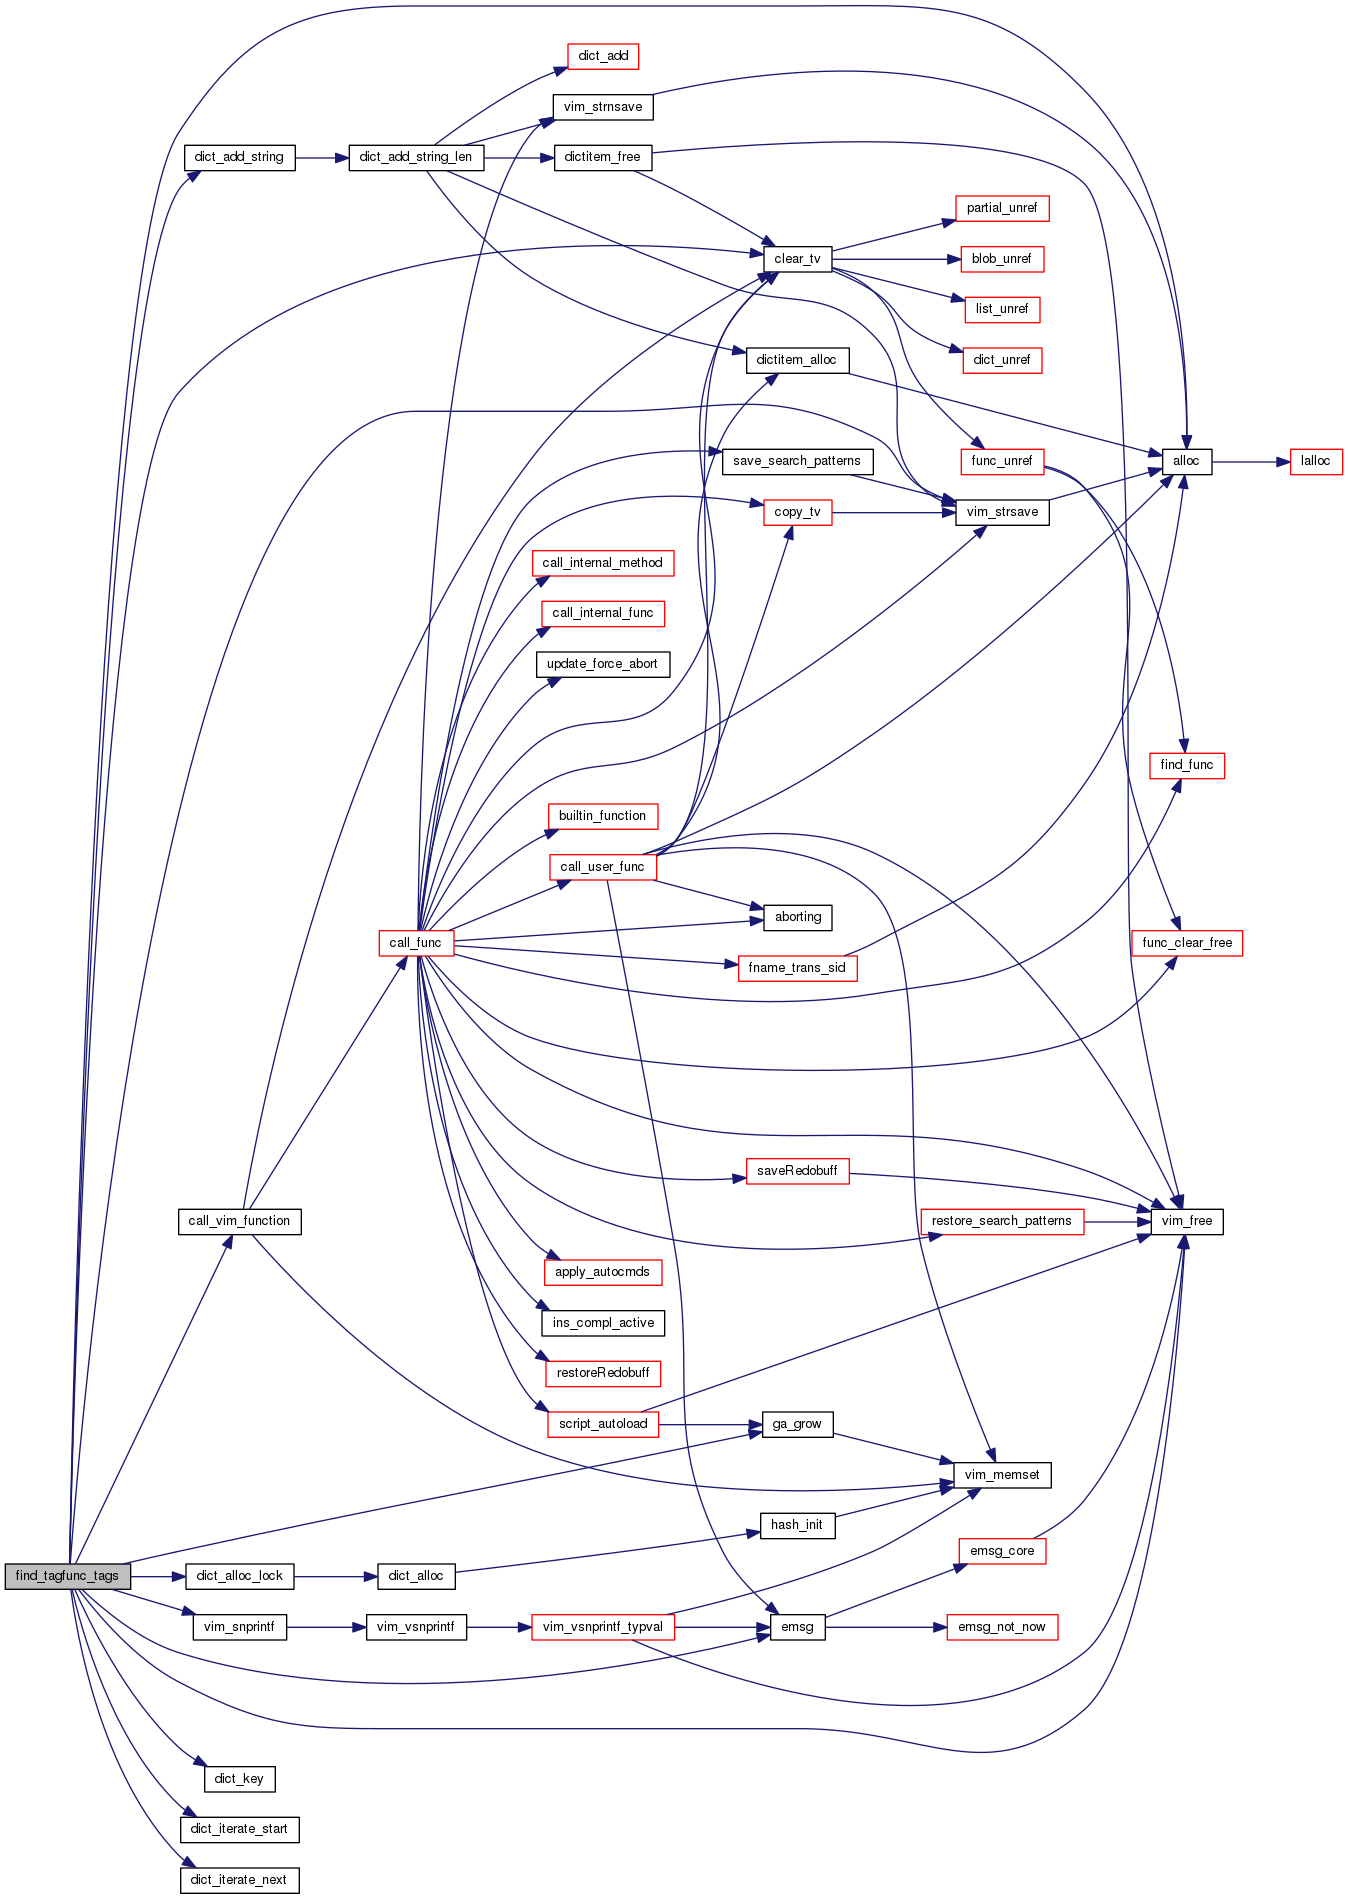 dict_add
vim_strnsave
dict_add_string
dict_add_string_len
dictitem_free
partial_unref
clear_tv
blob_unref
list_unref
dictitem_alloc
dict_unref
save_search_patterns
func_unref
alloc
lalloc
copy_tv
vim_strsave
call_internal_method
call_internal_func
update_force_abort
find_func
builtin_function
call_user_func
aborting
call_func
func_clear_free
fname_trans_sid
saveRedobuff
call_vim_function
restore_search_patterns
vim_free
apply_autocmds
ins_compl_active
restoreRedobuff
script_autoload
ga_grow
vim_memset
hash_init
emsg_core
find_tagfunc_tags
dict_alloc_lock
dict_alloc
vim_snprintf
vim_vsnprintf
vim_vsnprintf_typval
emsg
emsg_not_now
dict_key
dict_iterate_start
dict_iterate_next